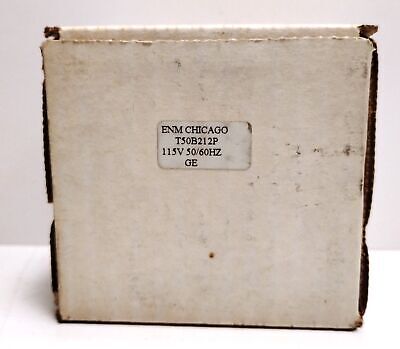 ENM CHICAGO
T50B212P
115V 50/60HZ
GE